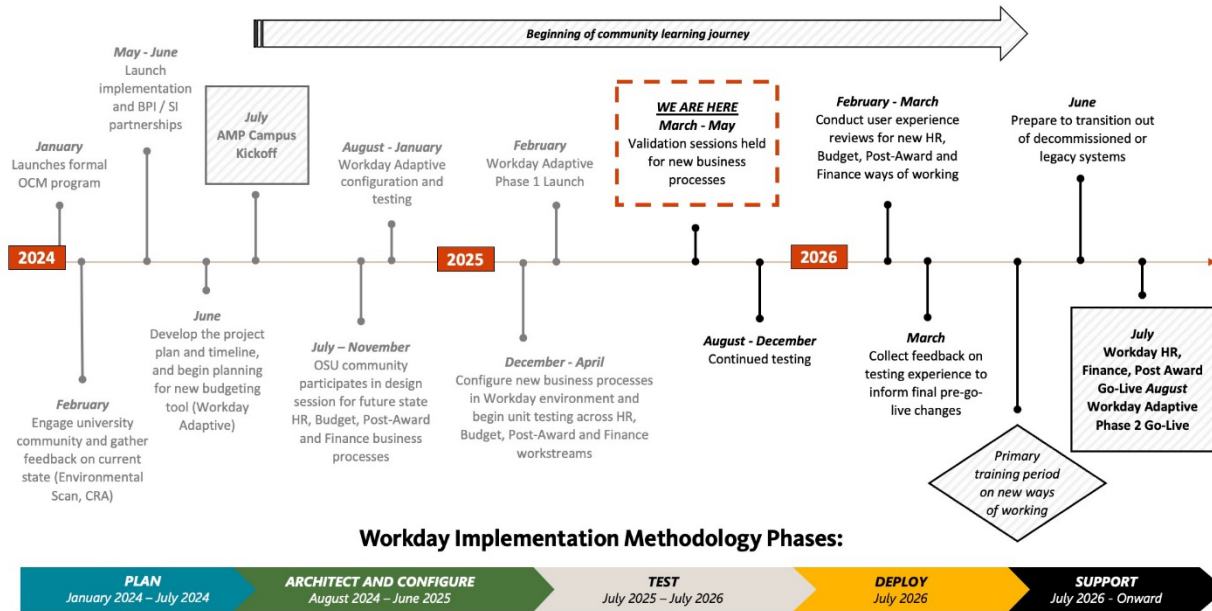 Beginning of community learning journey
May - June
Launch
implementation
and BPI / SI
partnerships
January
Launches formal
OCM program
July
AMP Campus
Kickoff
August - January
Workday Adaptive
configuration and
testing
February
Workday Adaptive
Phase 1 Launch
WE ARE HERE
March - May
Validation sessions held
for new business
processes
February - March
Conduct user experience
reviews for new HR,
Budget, Post-Award and
Finance ways of working
June
Prepare to transition out
of decommissioned or
legacy systems
2024
2025
2026
February
Engage university
community and gather
feedback on current
state (Environmental
Scan, CRA)
June
Develop the project
plan and timeline,
and begin planning
for new budgeting
tool (Workday
Adaptive)
July – November
OSU community
participates in design
session for future state
HR, Budget, Post-Award
and Finance business
processes
December - April
Configure new business processes
in Workday environment and
begin unit testing across HR,
Budget, Post-Award and Finance
workstreams
August - December
Continued testing
March
Collect feedback on
testing experience to
inform final pre-go-
live changes
Primary
training period
on new ways
of working
July
Workday HR,
Finance, Post Award
Go-Live August
Workday Adaptive
Phase 2 Go-Live
Workday Implementation Methodology Phases:
PLAN
January 2024 – July 2024
ARCHITECT AND CONFIGURE
August 2024 – June 2025
TEST
July 2025 – July 2026
DEPLOY
July 2026
SUPPORT
July 2026 - Onward